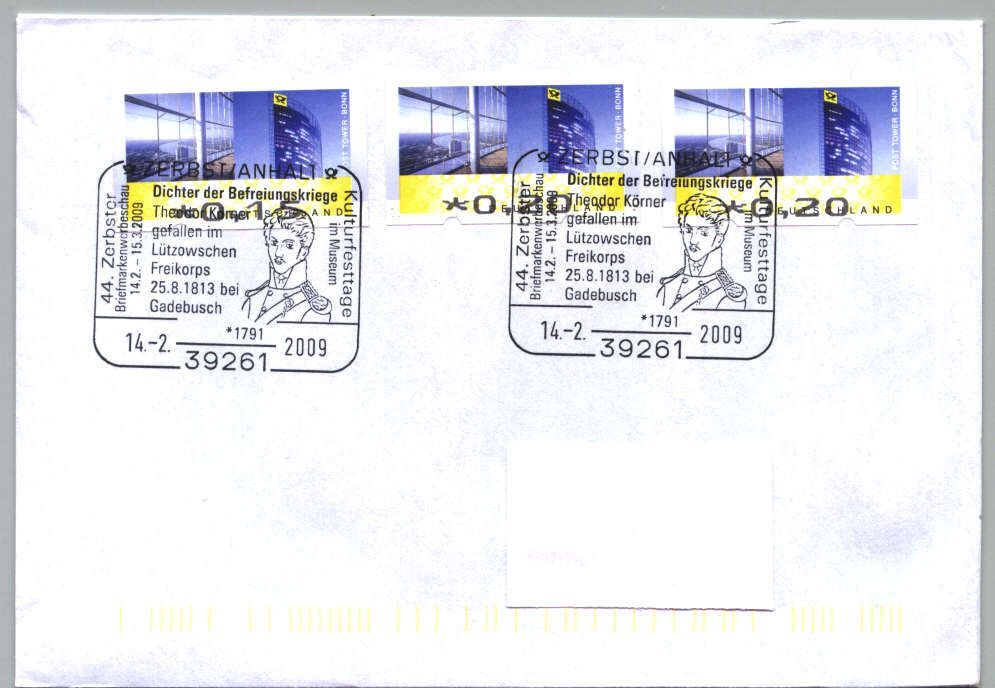 POST TOWER BONN
DEUTSCHLAND
*0,15
ZERBST/ANHALT
Dichter der Befreiungskriege
Theodor Körner
gefallen im
Lützowschen
Freikorps
25.8.1813 bei
Gadebusch
*1791
44. Zerbster
Briefmarkenwerbeschau
14.2. – 15.3.2009
Kulturfesttage
im Museum
14.-2. 2009
39261
POST TOWER BONN
DEUTSCHLAND
POST TOWER BONN
DEUTSCHLAND
*0,20
ZERBST/ANHALT
Dichter der Befreiungskriege
Theodor Körner
gefallen im
Lützowschen
Freikorps
25.8.1813 bei
Gadebusch
*1791
44. Zerbster
Briefmarkenwerbeschau
14.2. – 15.3.2009
Kulturfesttage
im Museum
14.-2. 2009
39261